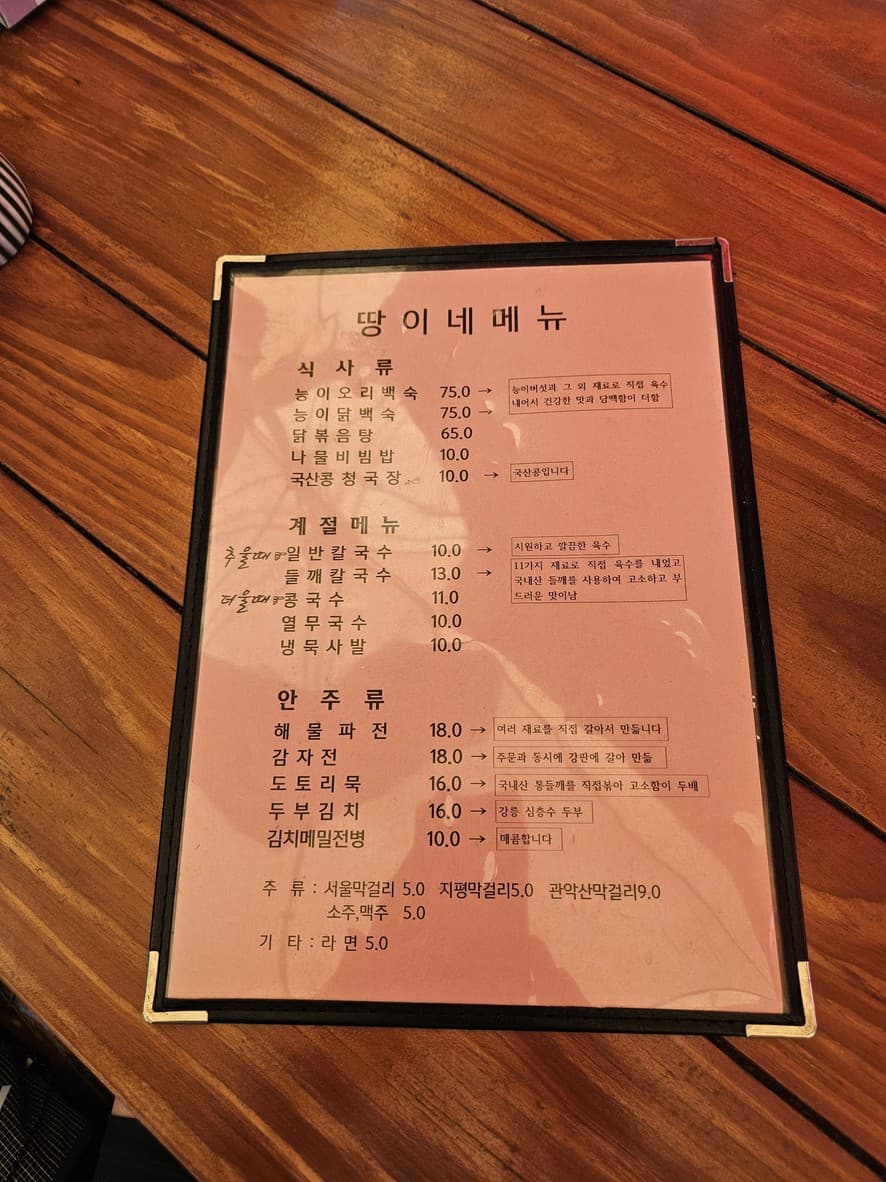 땅이네메뉴
식사류
능이오리백숙 75.0 → 능이버섯과 그 외 재료로 직접 육수
내어서 건강한 맛과 담백함이 더함
능이닭백숙 75.0 →
닭볶음탕 65.0
나물비빔밥 10.0
국산콩 청국장 10.0 → 국산콩입니다
계절메뉴
추울때☞일반칼국수 10.0 → 시원하고 깔끔한 육수
들깨칼국수 13.0 → 11가지 재료로 직접 육수를 내었고
국내산 들깨를 사용하여 고소하고 부
드러운 맛이남
더울때☞콩국수 11.0
열무국수 10.0
냉묵사발 10.0
안주류
해물파전 18.0 → 여러 재료를 직접 갈아서 만듦니다
감자전 18.0 → 주문과 동시에 강판에 갈아 만듦
도토리묵 16.0 → 국내산 통들깨를 직접볶아 고소함이 두배
두부김치 16.0 → 강릉 심층수 두부
김치메밀전병 10.0 → 매콤합니다
주 류 : 서울막걸리 5.0 지평막걸리5.0 관악산막걸리9.0
소주,맥주 5.0
기 타 : 라면 5.0